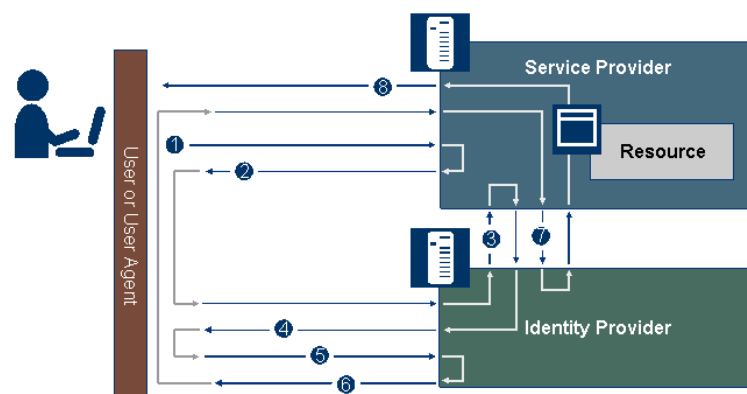 Service Provider
8
1
Resource
2
User or User Agent
3
7
4
Identity Provider
5
6